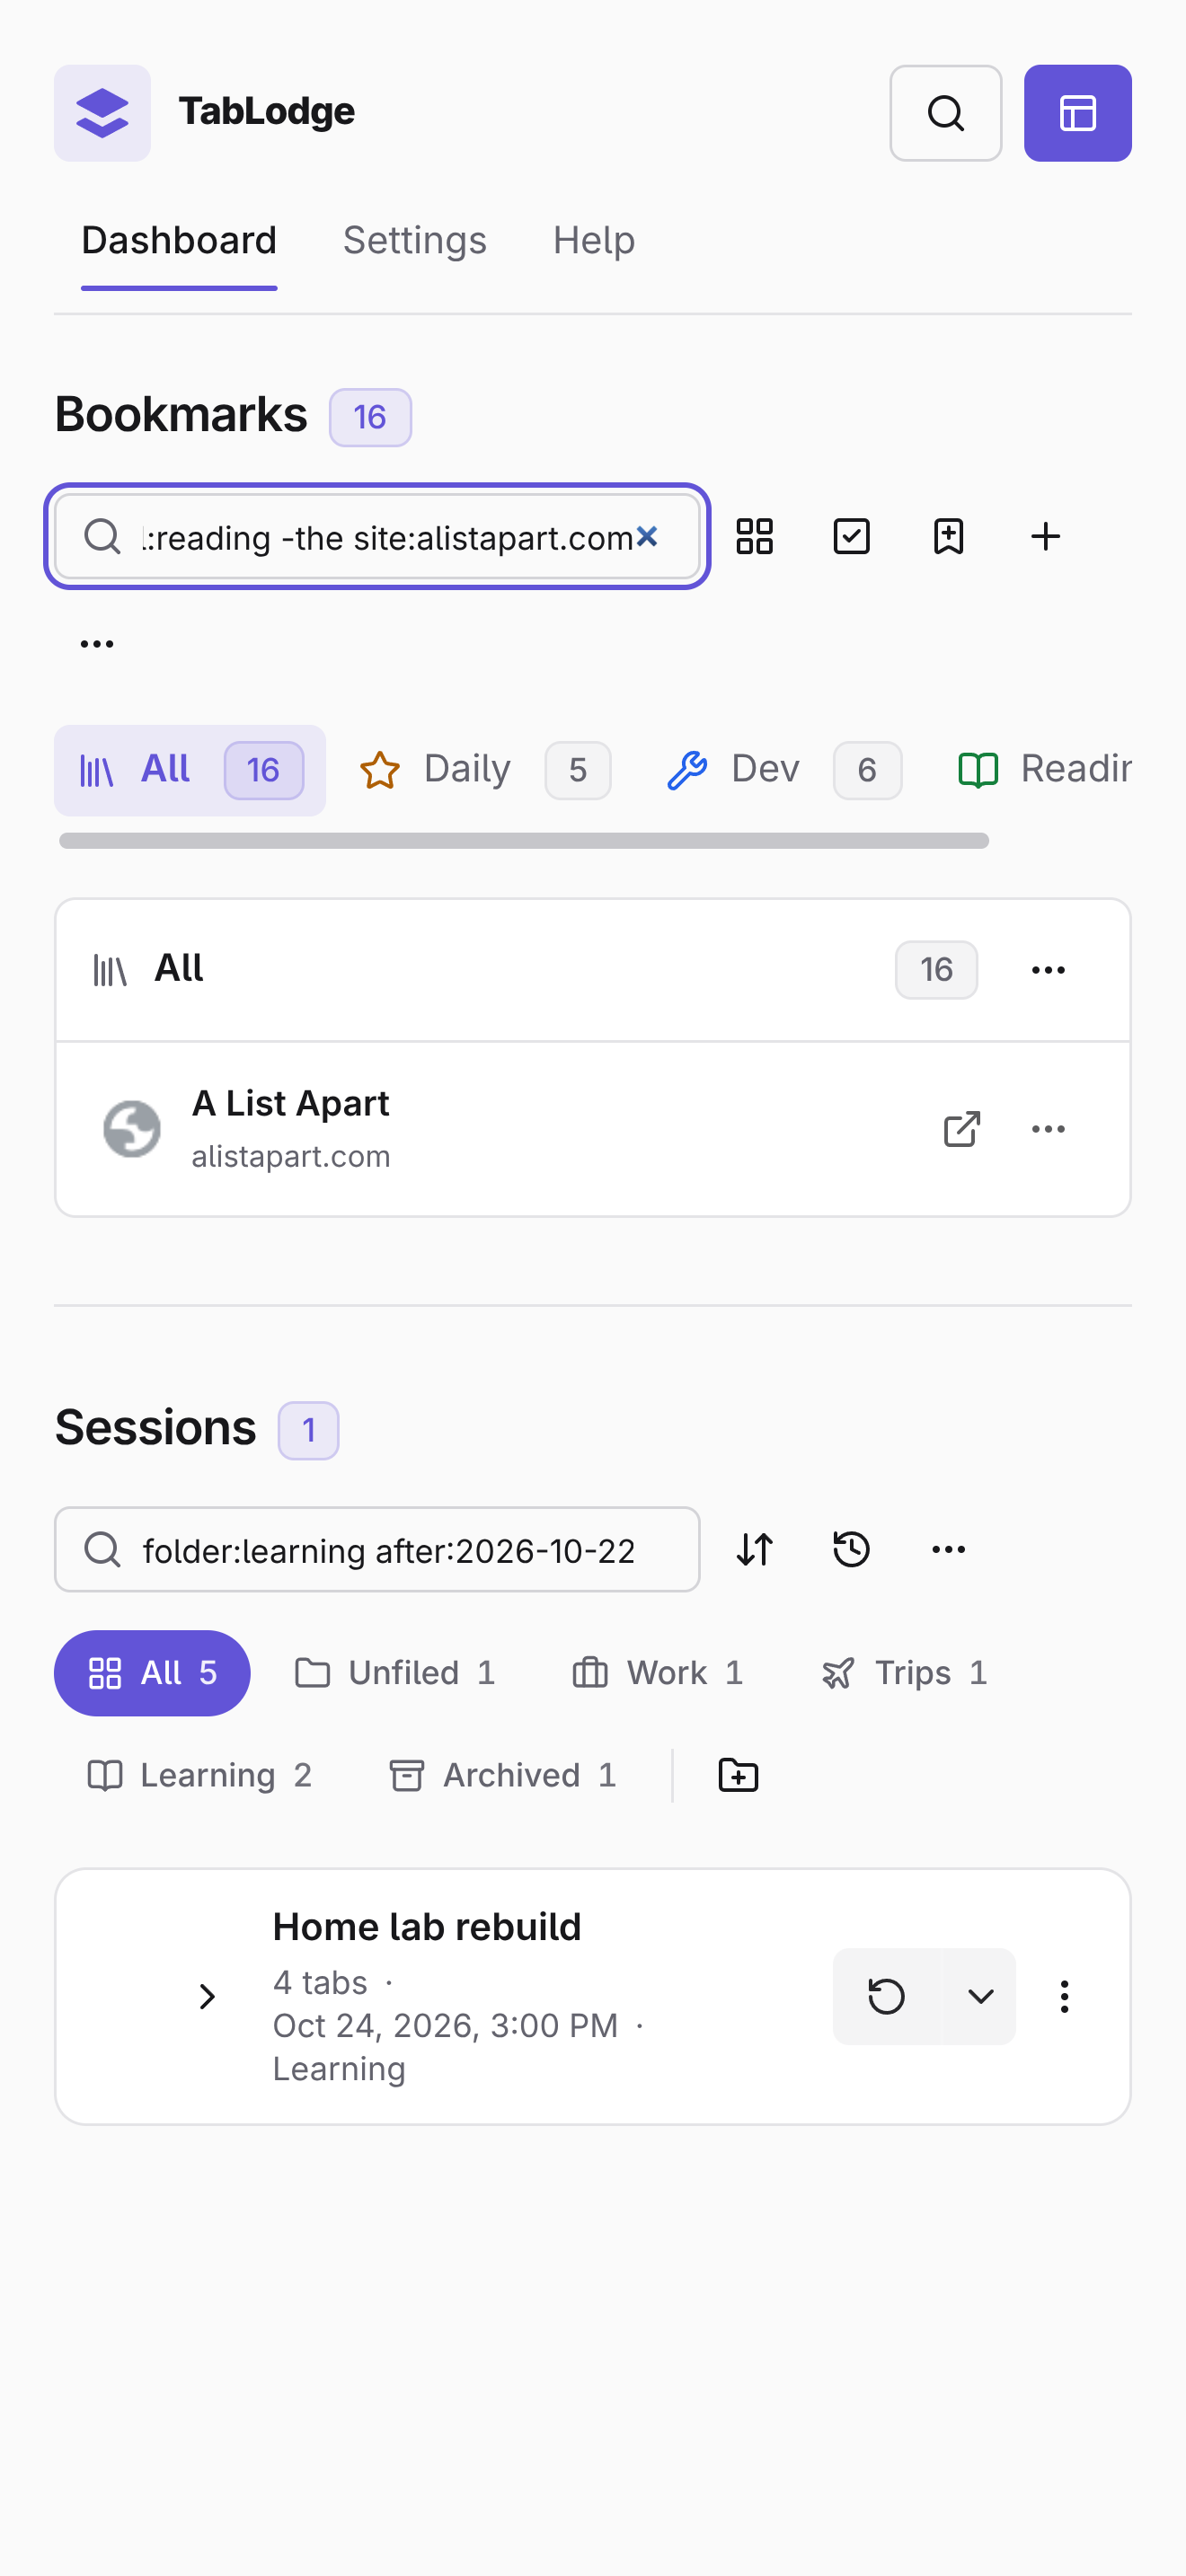 TabLodge
Dashboard Settings Help
Bookmarks 16
:reading -the site:alistapart.com
All 16 Daily 5 Dev 6 Readin
All 16
A List Apart
alistapart.com
Sessions 1
folder:learning after:2026-10-22
All 5 Unfiled 1 Work 1 Trips 1
Learning 2 Archived 1
Home lab rebuild
4 tabs ·
Oct 24, 2026, 3:00 PM ·
Learning